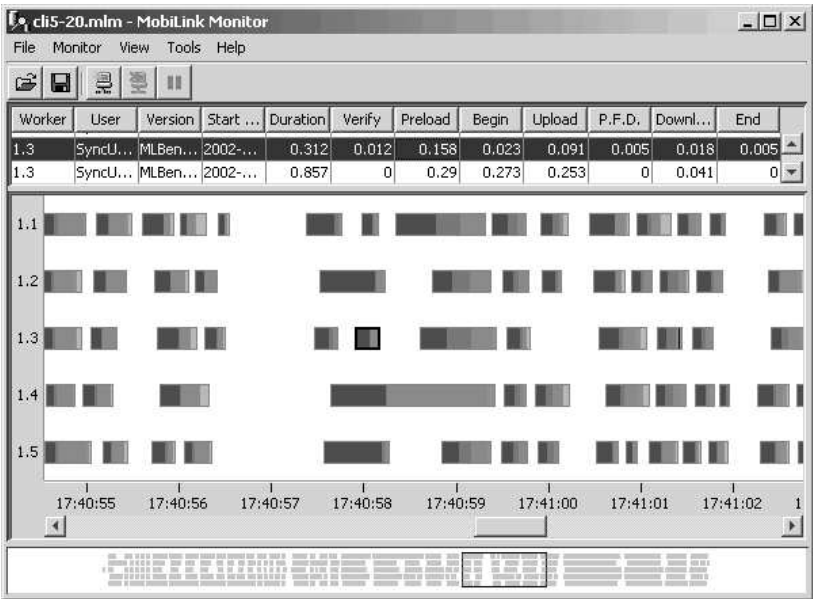 cli5-20.mlm - MobiLink Monitor
File Monitor View Tools Help
Worker User Version Start ... Duration Verify Preload Begin Upload P.F.D. Downl... End
1.3 SyncU... MLBen... 2002-... 0.312 0.012 0.158 0.023 0.091 0.005 0.018 0.005
1.3 SyncU... MLBen... 2002-... 0.857 0 0.29 0.273 0.253 0 0.041 0
1.1
1.2
1.3
1.4
1.5
17:40:55 17:40:56 17:40:57 17:40:58 17:40:59 17:41:00 17:41:01 17:41:02 1